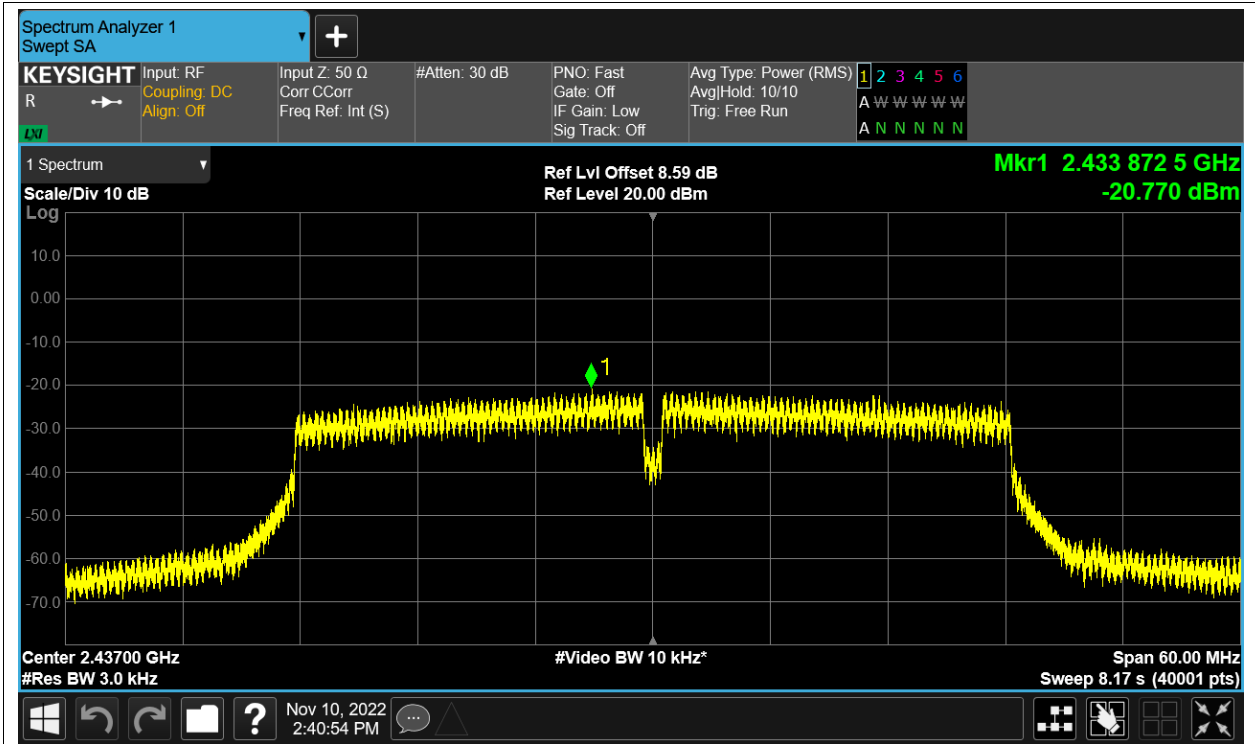 Spectrum Analyzer 1
Swept SA
+
KEYSIGHT
R
LXI
Input: RF
Coupling: DC
Align: Off
Input Z: 50 Ω
Corr CCorr
Freq Ref: Int (S)
#Atten: 30 dB
PNO: Fast
Gate: Off
IF Gain: Low
Sig Track: Off
Avg Type: Power (RMS)
Avg|Hold: 10/10
Trig: Free Run
1 2 3 4 5 6
A W W W W W
A N N N N N
1 Spectrum
Scale/Div 10 dB
Log
Ref Lvl Offset 8.59 dB
Ref Level 20.00 dBm
Mkr1 2.433 872 5 GHz
-20.770 dBm
10.0
0.00
-10.0
-20.0
-30.0
-40.0
-50.0
-60.0
-70.0
1
Center 2.43700 GHz
#Res BW 3.0 kHz
#Video BW 10 kHz*
Span 60.00 MHz
Sweep 8.17 s (40001 pts)
?
Nov 10, 2022
2:40:54 PM